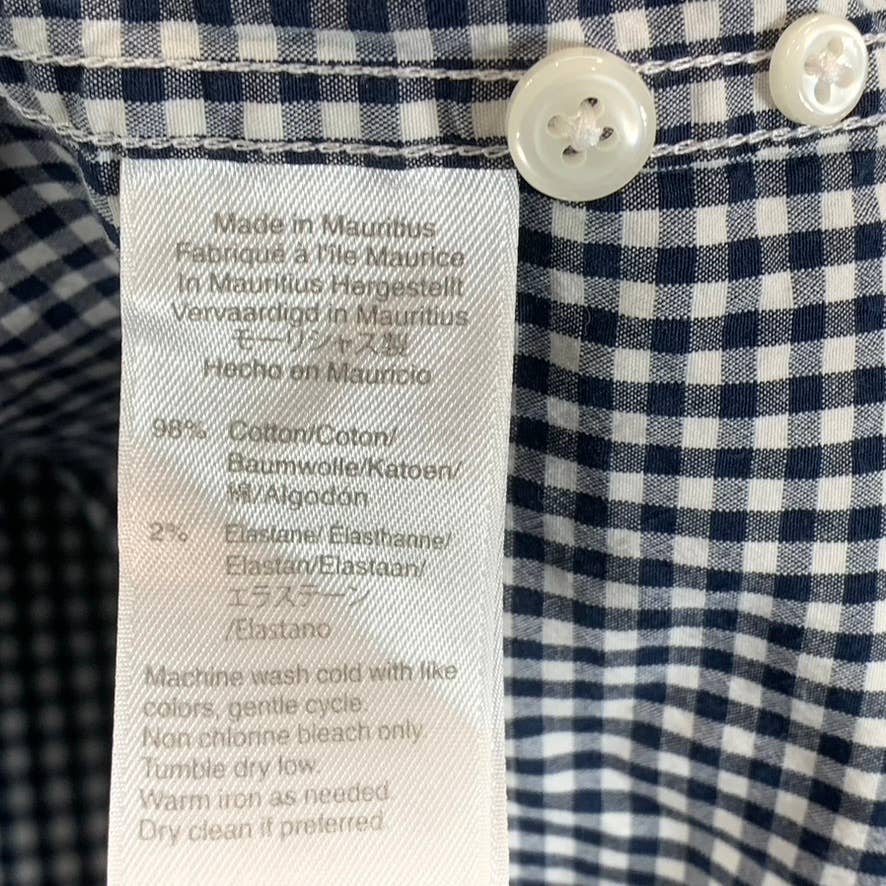 Made in Mauritius
Fabriqué à l'île Maurice
In Mauritius Hergestellt
Vervaardigd in Mauritius
モーリシャス製
Hecho en Mauricio
98% Cotton/Coton/
Baumwolle/Katoen/
綿/Algodón
2% Elastane/ Elasthanne/
Elastan/Elastaan/
エラステーン
/Elastano
Machine wash cold with like
colors, gentle cycle.
Non chlorine bleach only.
Tumble dry low.
Warm iron as needed.
Dry clean if preferred